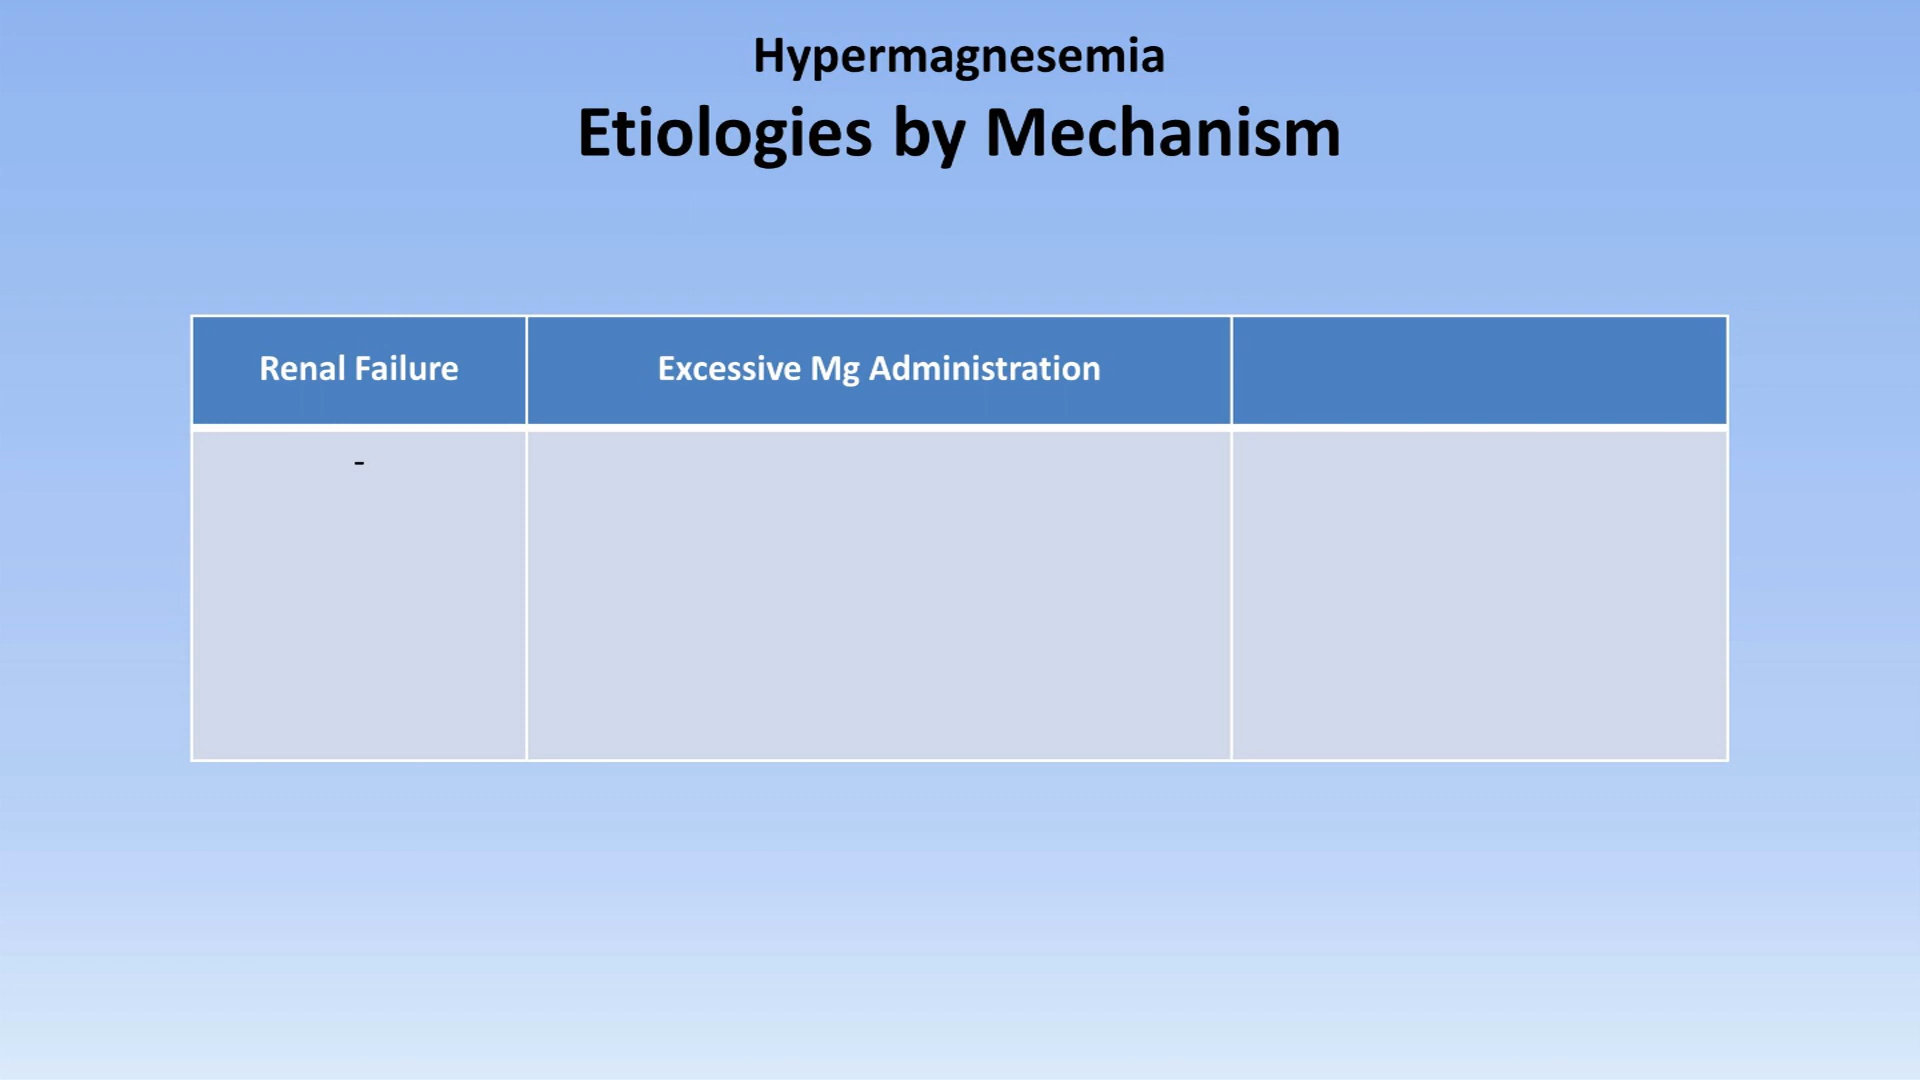 Hypermagnesemia
Etiologies by Mechanism
Renal Failure
Excessive Mg Administration
-